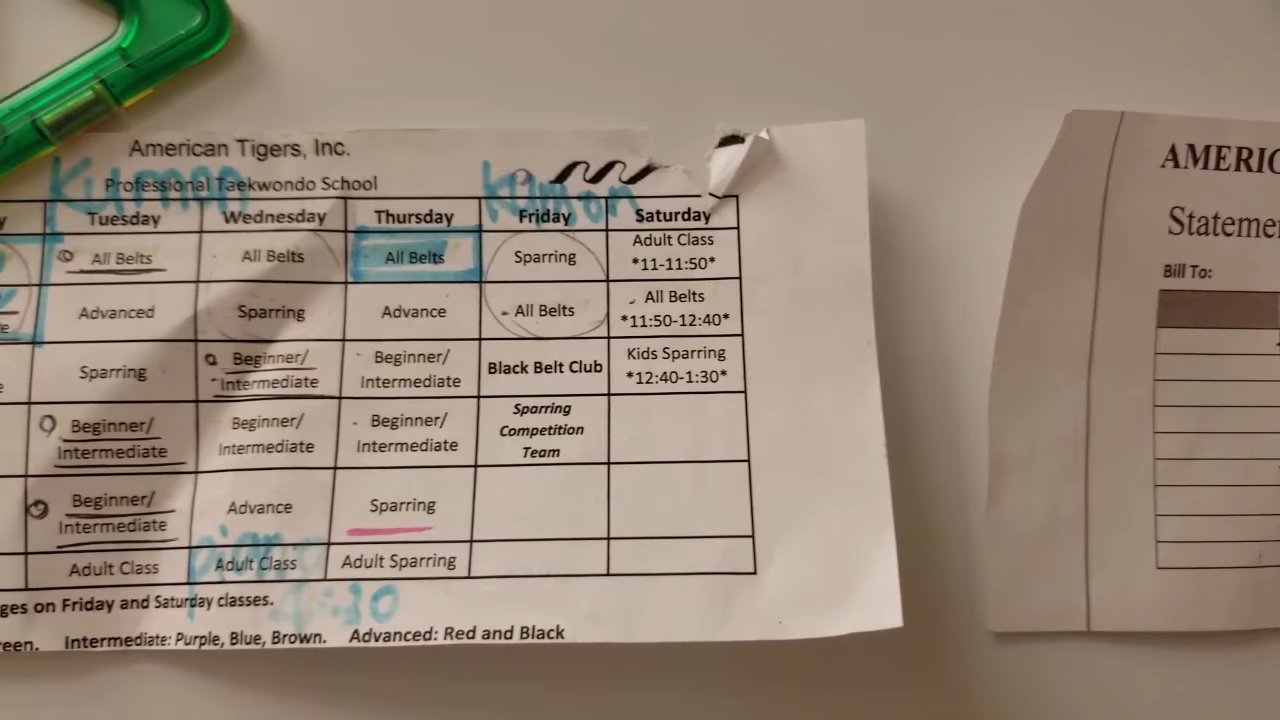 American Tigers, Inc.
Kumon
Professional Taekwondo School
Kumon
y Tuesday Wednesday Thursday Friday Saturday
All Belts All Belts All Belts Sparring Adult Class
*11-11:50*
Advanced Sparring Advance All Belts All Belts
*11:50-12:40*
e Sparring Beginner/ Beginner/ Black Belt Club Kids Sparring
Intermediate Intermediate *12:40-1:30*
Beginner/ Beginner/ Beginner/ Sparring
Intermediate Intermediate Intermediate Competition
Team
Beginner/ Advance Sparring
Intermediate
Adult Class Adult Class Adult Sparring
piano
4:30
ges on Friday and Saturday classes.
reen. Intermediate: Purple, Blue, Brown. Advanced: Red and Black
AMERIC
Statemen
Bill To: